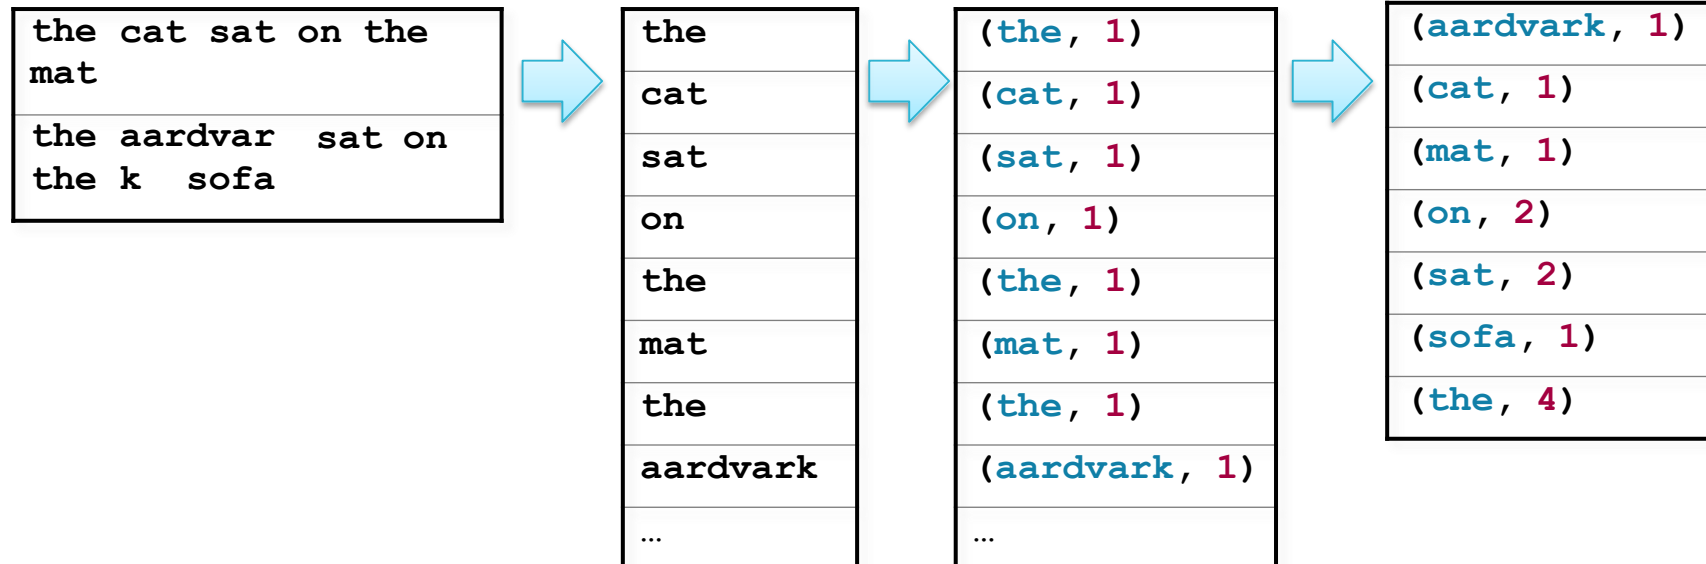 the cat sat on the
mat
the aardvar sat on
the k sofa
the
cat
sat
on
the
mat
the
aardvark
…
(the, 1)
(cat, 1)
(sat, 1)
(on, 1)
(the, 1)
(mat, 1)
(the, 1)
(aardvark, 1)
…
(aardvark, 1)
(cat, 1)
(mat, 1)
(on, 2)
(sat, 2)
(sofa, 1)
(the, 4)